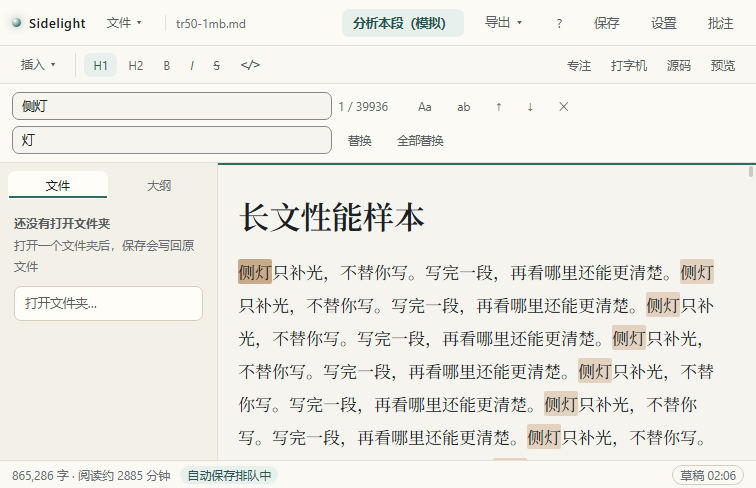 Sidelight 文件 tr50-1mb.md 分析本段（模拟） 导出 ? 保存 设置 批注
插入 H1 H2 B I S </> 专注 打字机 源码 预览
侧灯 1 / 39936 Aa ab ↑ ↓ ×
灯 替换 全部替换
文件 大纲
还没有打开文件夹
打开一个文件夹后，保存会写回原
文件
打开文件夹...
长文性能样本
侧灯只补光，不替你写。写完一段，再看哪里还能更清楚。侧灯
只补光，不替你写。写完一段，再看哪里还能更清楚。侧灯只补
光，不替你写。写完一段，再看哪里还能更清楚。侧灯只补光，
不替你写。写完一段，再看哪里还能更清楚。侧灯只补光，不替
你写。写完一段，再看哪里还能更清楚。侧灯只补光，不替你
写。写完一段，再看哪里还能更清楚。侧灯只补光，不替你写。
865,286 字 · 阅读约 2885 分钟 自动保存排队中 草稿 02:06